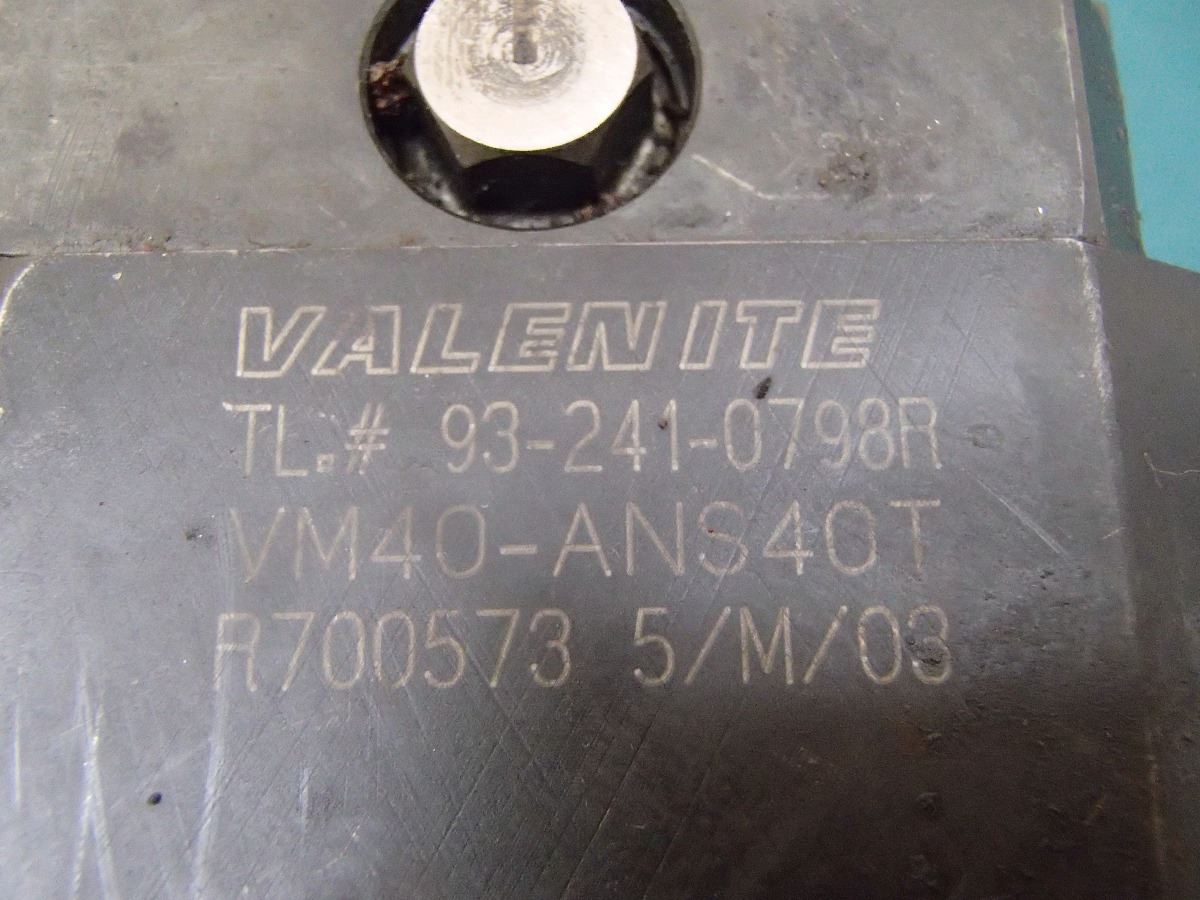 VALENITE
TL.# 93-241-0798R
VM40-ANS40T
R700573 5/M/03